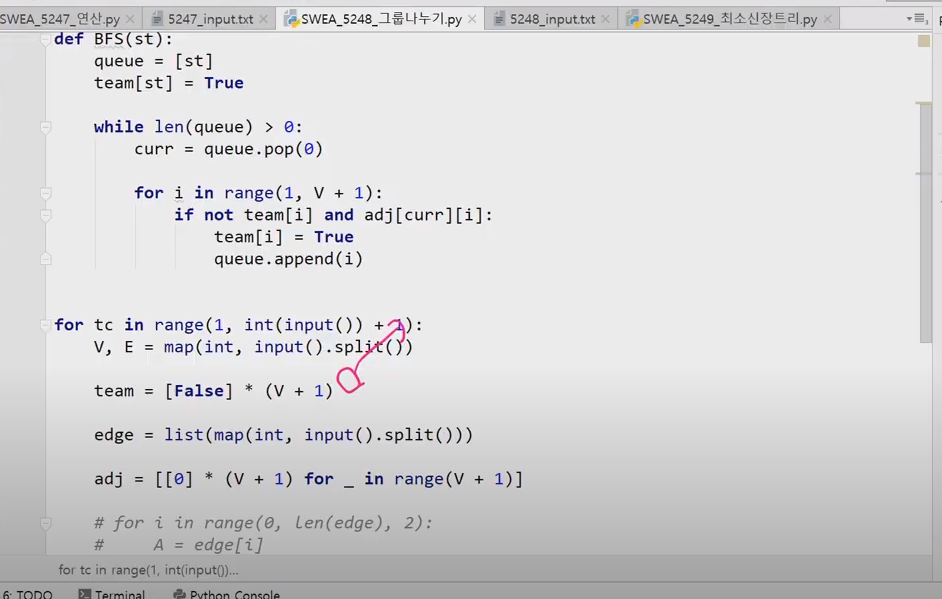 SWEA_5247_연산.py 5247_input.txt SWEA_5248_그룹나누기.py 5248_input.txt SWEA_5249_최소신장트리.py
def BFS(st):
    queue = [st]
    team[st] = True
    while len(queue) > 0:
        curr = queue.pop(0)
        for i in range(1, V + 1):
            if not team[i] and adj[curr][i]:
                team[i] = True
                queue.append(i)
for tc in range(1, int(input()) + 1):
    V, E = map(int, input().split())
    team = [False] * (V + 1)
    edge = list(map(int, input().split()))
    adj = [[0] * (V + 1) for _ in range(V + 1)]
    # for i in range(0, len(edge), 2):
    #     A = edge[i]
for tc in range(1, int(input())...
6: TODO Terminal Python Console